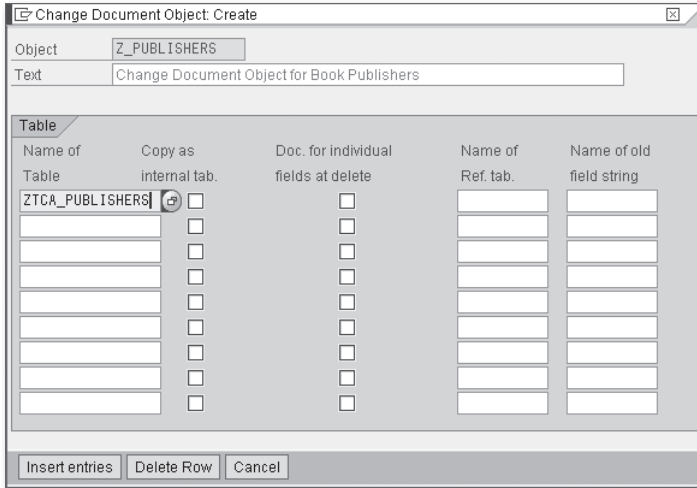 Change Document Object: Create
Object Z_PUBLISHERS
Text Change Document Object for Book Publishers
Table
Name of Copy as Doc. for individual Name of Name of old
Table internal tab. fields at delete Ref. tab. field string
ZTCA_PUBLISHERS
Insert entries Delete Row Cancel